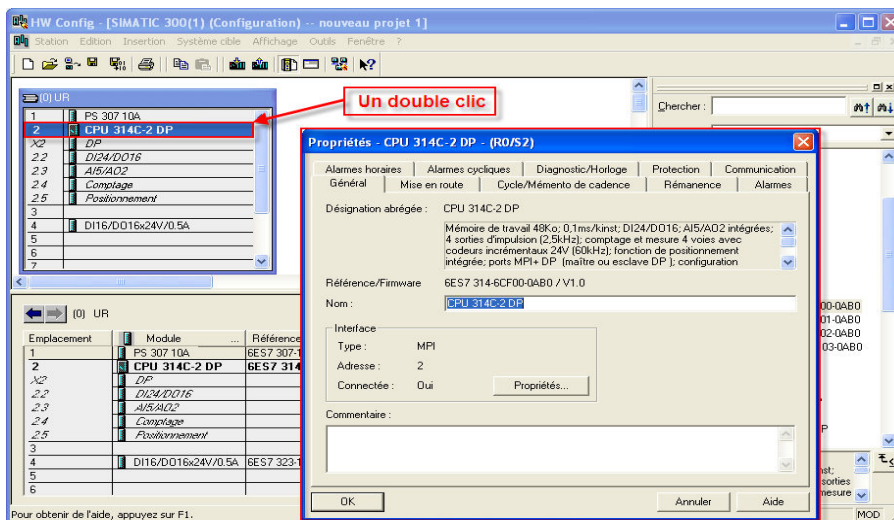 HW Config - [SIMATIC 300(1) (Configuration) -- nouveau projet 1]
Station Edition Insertion Système cible Affichage Outils Fenêtre ?
(0) UR
1 PS 307 10A
2 CPU 314C-2 DP
X2 DP
2.2 DI24/DO16
2.3 AI5/AO2
2.4 Comptage
2.5 Positionnement
3
4 DI16/DO16x24V/0.5A
5
6
7
Un double clic
Chercher :
Propriétés - CPU 314C-2 DP - (R0/S2)
Alarmes horaires Alarmes cycliques Diagnostic/Horloge Protection Communication
Général Mise en route Cycle/Mémento de cadence Rémanence Alarmes
Désignation abrégée : CPU 314C-2 DP
Mémoire de travail 48Ko; 0,1ms/kinst; DI24/DO16; AI5/AO2 intégrées;
4 sorties d'impulsion (2,5kHz); comptage et
mesure 4 voies avec
codeurs incrémentaux 24V (60kHz); fonction de positionnement
intégrée; ports MPI+ DP (maître ou esclave DP ); configuration
Référence/Firmware 6ES7 314-6CF00-0AB0 / V1.0
Nom : CPU 314C-2 DP
Interface
Type : MPI
Adresse : 2
Connectée : Oui Propriétés...
Commentaire :
OK Annuler Aide
(0) UR
Emplacement Module ... Référence
1 PS 307 10A 6ES7 307-1
2 CPU 314C-2 DP 6ES7 314
X2 DP
2.2 DI24/DO16
2.3 AI5/AO2
2.4 Comptage
2.5 Positionnement
3
4 DI16/DO16x24V/0.5A 6ES7 323-1
5
6
00-0AB0
01-0AB0
02-0AB0
03-0AB0
P
nst;
sorties
mesure
Pour obtenir de l'aide, appuyez sur F1.
MOD